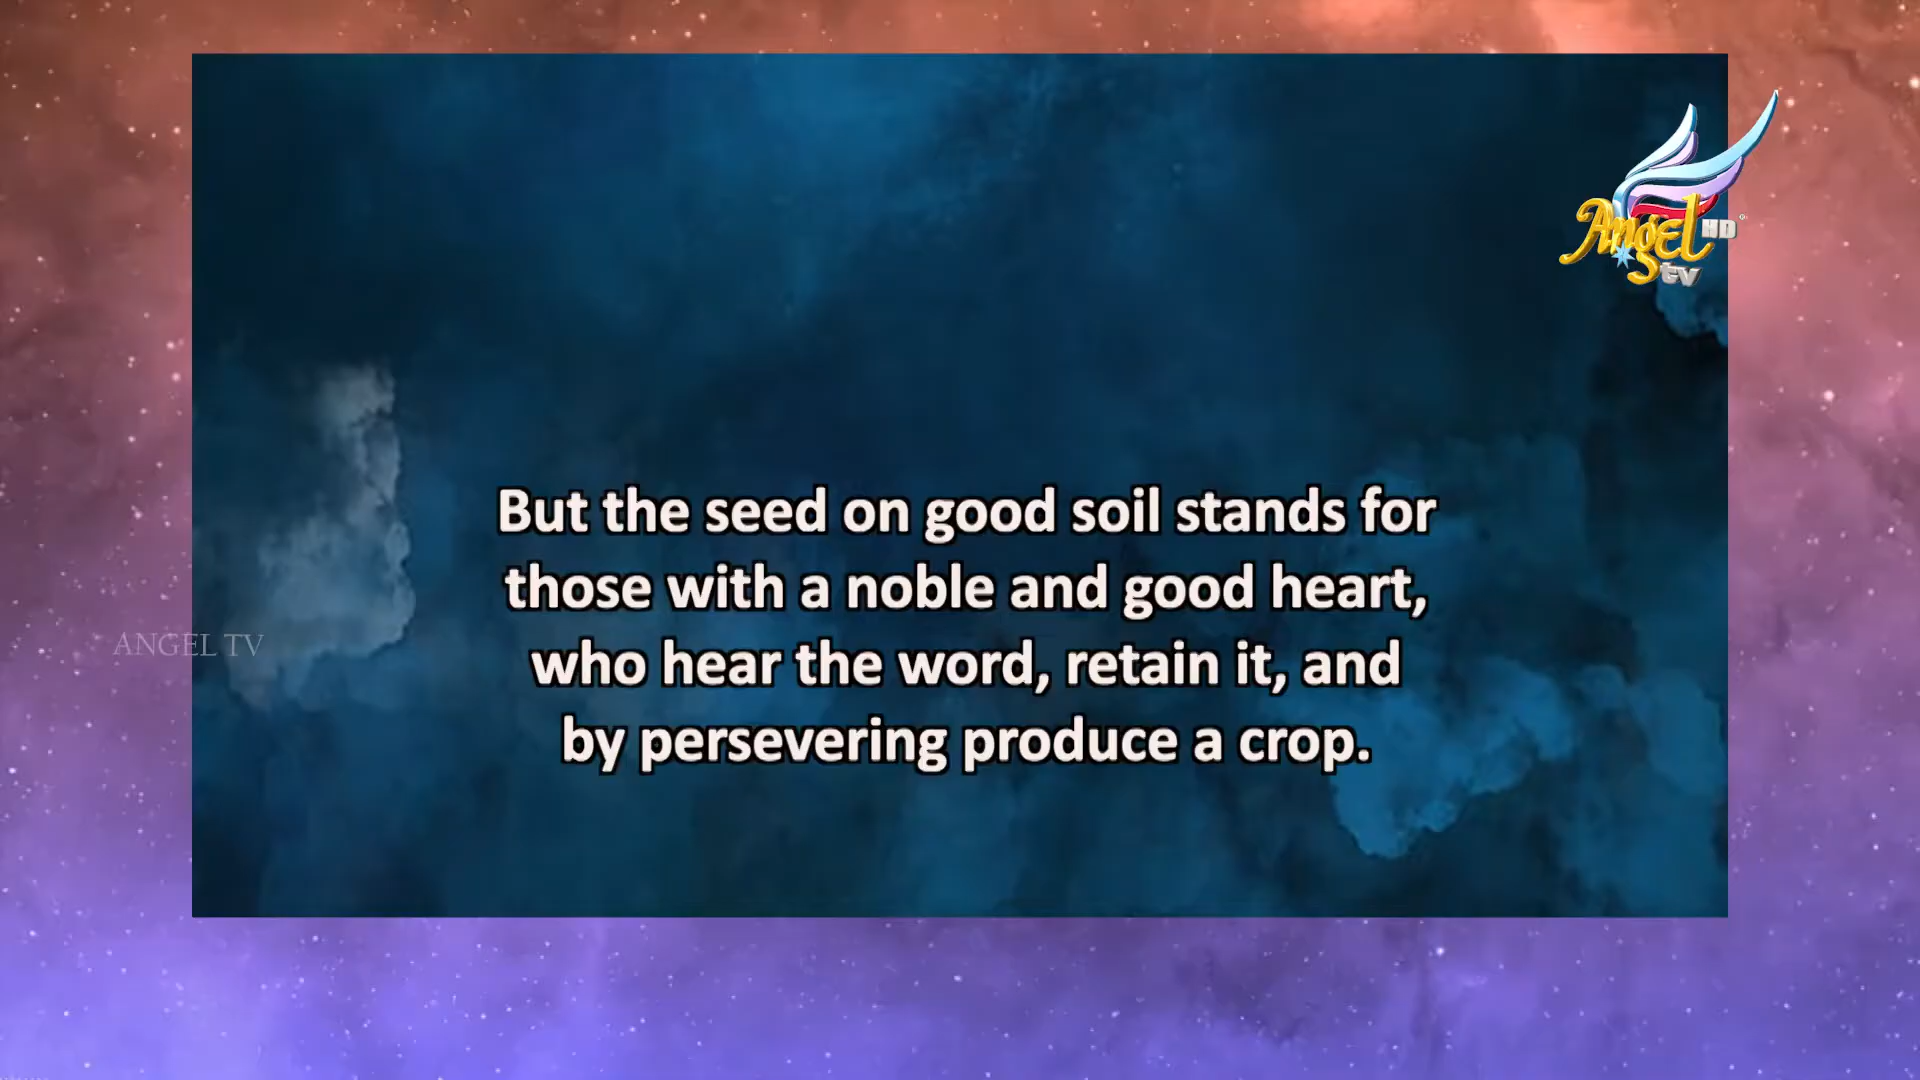 Angel HD
tv
But the seed on good soil stands for
those with a noble and good heart,
who hear the word, retain it, and
by persevering produce a crop.
ANGEL TV